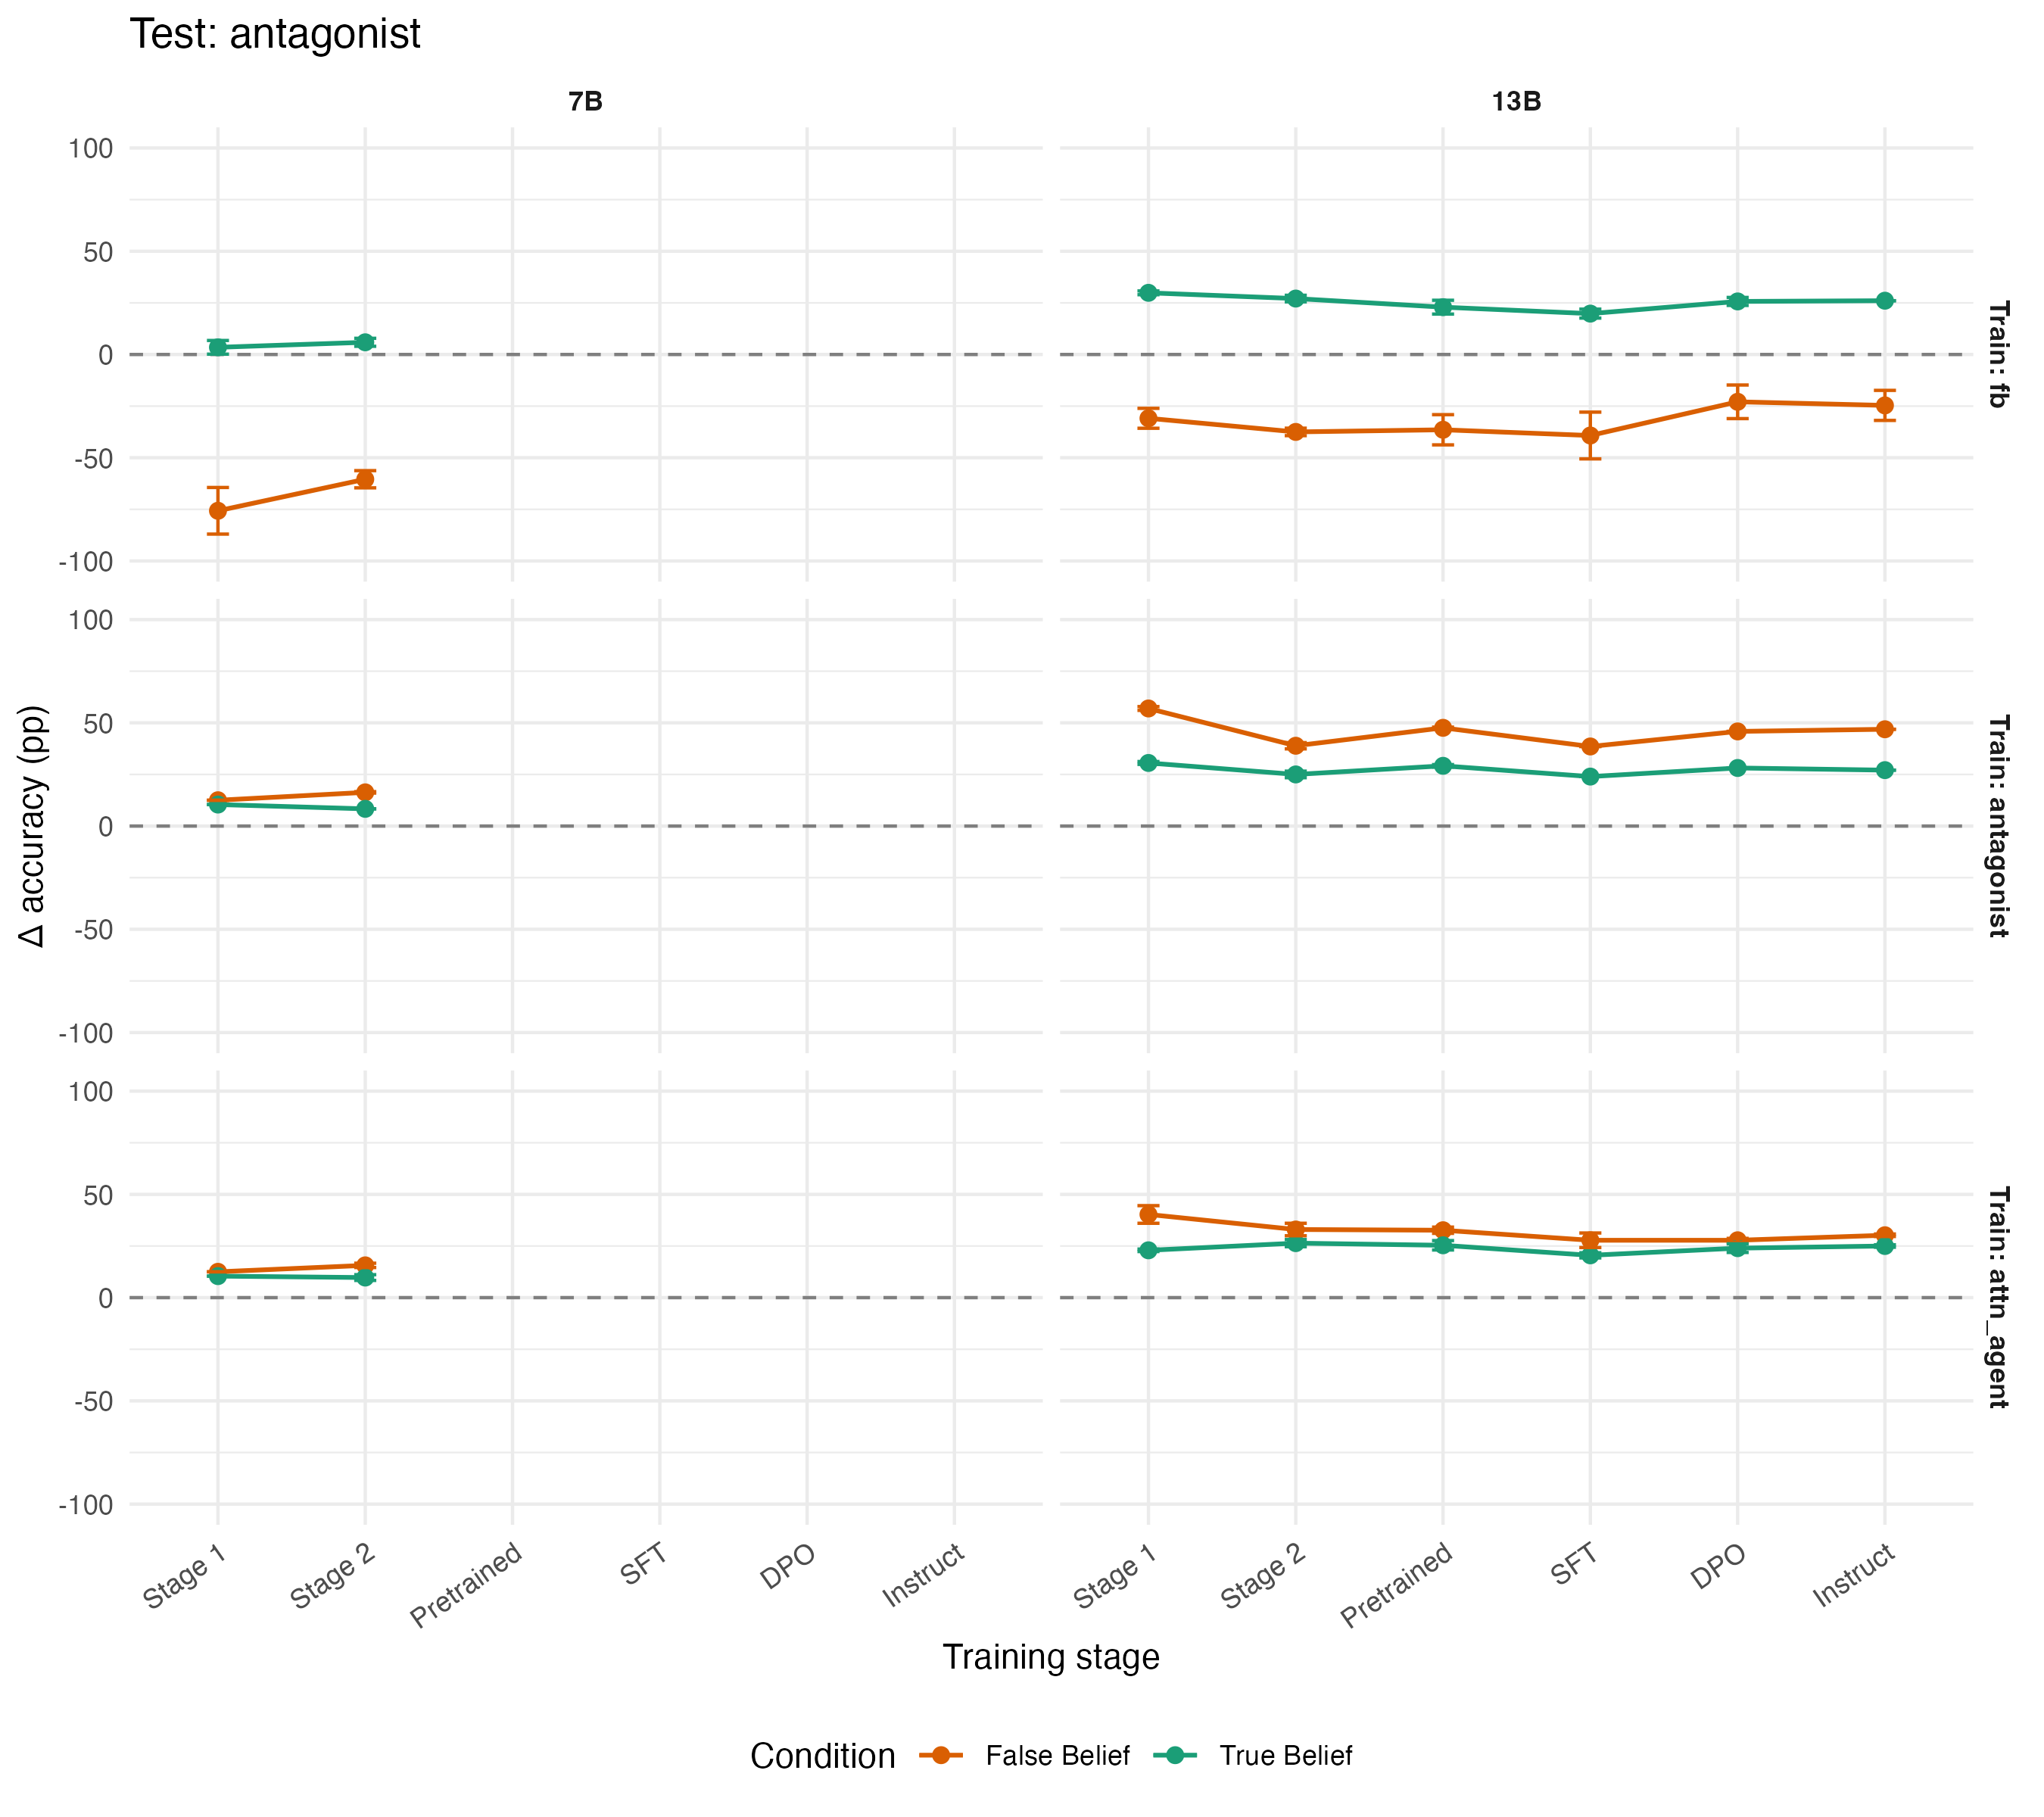 Test: antagonist
7B
13B
100
50
0
-50
-100
Train: fb
100
50
0
-50
-100
Train: antagonist
Δ accuracy (pp)
100
50
0
-50
-100
Train: attn_agent
Stage 1
Stage 2
Pretrained
SFT
DPO
Instruct
Stage 1
Stage 2
Pretrained
SFT
DPO
Instruct
Training stage
Condition
False Belief
True Belief